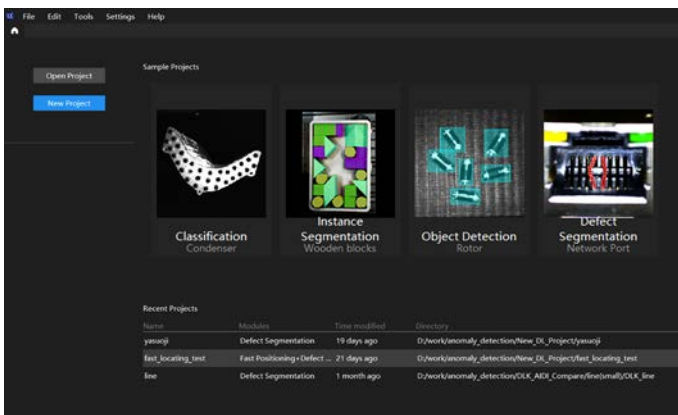 File Edit Tools Settings Help
Open Project
New Project
Sample Projects
Classification
Condenser
Instance
Segmentation
Wooden blocks
Object Detection
Rotor
Defect
Segmentation
Network Port
Recent Projects
Name Modules Time modified Directory
yasuoji Defect Segmentation 19 days ago D:/work/anomaly_detection/New_DL_Project/yasuoji
fast_locating_test Fast Positioning•Defect ... 21 days ago D:/work/anomaly_detection/New_DL_Project/fast_locating_test
line Defect Segmentation 1 month ago D:/work/anomaly_detection/DLK_AIDI_Compare/line(small)/DLK_line